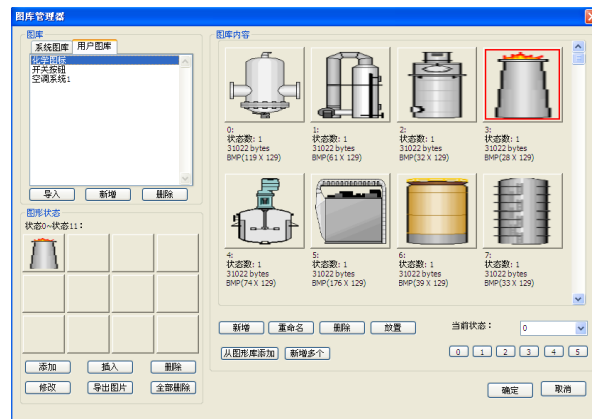 图库管理器
图库
系统图库 用户图库
化学图标
开关按钮
空调系统1
导入 新增 删除
图形状态
状态0~状态11：
添加 插入 删除
修改 导出图片 全部删除
图库内容
0: 1: 2: 3:
状态数: 1 状态数: 1 状态数: 1 状态数: 1
31022 bytes 31022 bytes 31022 bytes 31022 bytes
BMP(119 X 129) BMP(61 X 129) BMP(32 X 129) BMP(28 X 129)
4: 5: 6: 7:
状态数: 1 状态数: 1 状态数: 1 状态数: 1
31022 bytes 31022 bytes 31022 bytes 31022 bytes
BMP(74 X 129) BMP(176 X 129) BMP(39 X 129) BMP(33 X 129)
新增 重命名 删除 放置 当前状态： 0
从图形库添加 新增多个 0 1 2 3 4 5
确定 取消